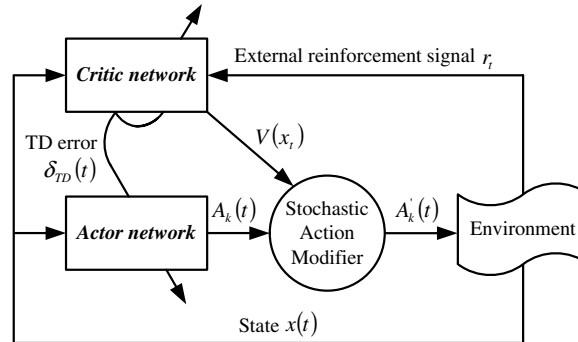 External reinforcement signal r_t
Critic network
TD error
δ_TD(t)
V(x_t)
A_k(t)
Stochastic
Action
Modifier
A'_k(t)
Environment
Actor network
State x(t)